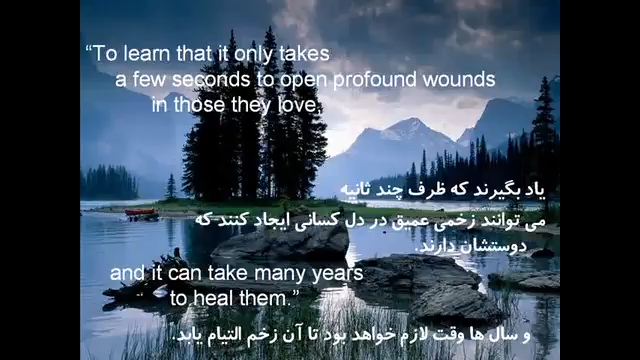 “To learn that it only takes
a few seconds to open profound wounds
in those they love,
یاد بگیرند که ظرف چند ثانیه
می توانند زخمی عمیق در دل کسانی ایجاد کنند که
دوستشان دارند.
and it can take many years
to heal them.”
و سال ها وقت لازم خواهد بود تا آن زخم التیام یابد.